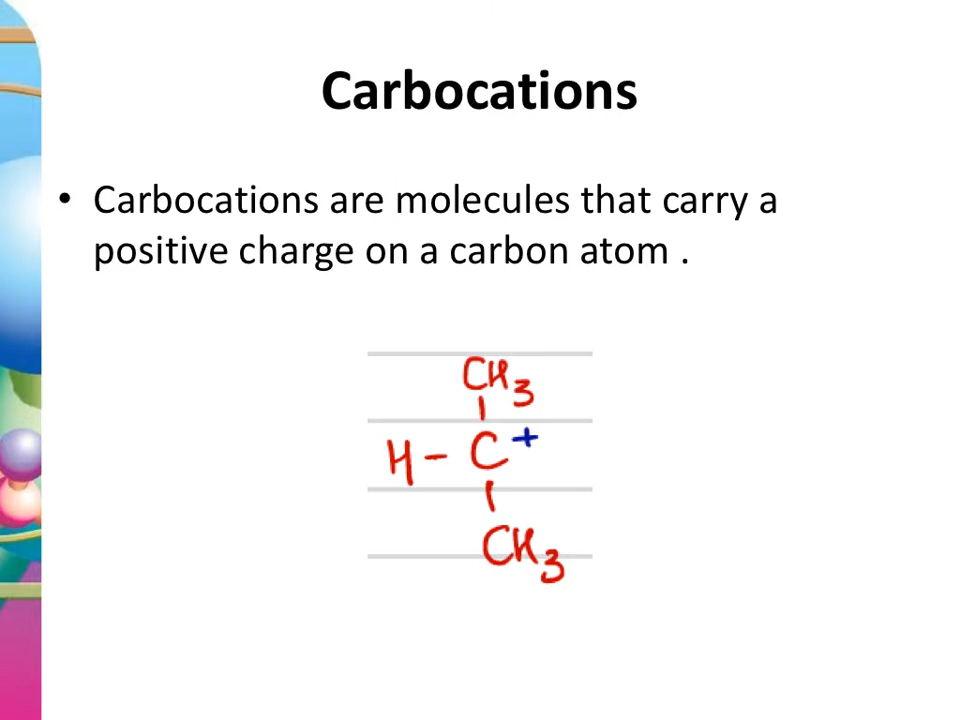 Carbocations
• Carbocations are molecules that carry a
positive charge on a carbon atom .
CH3
H - C +
CH3